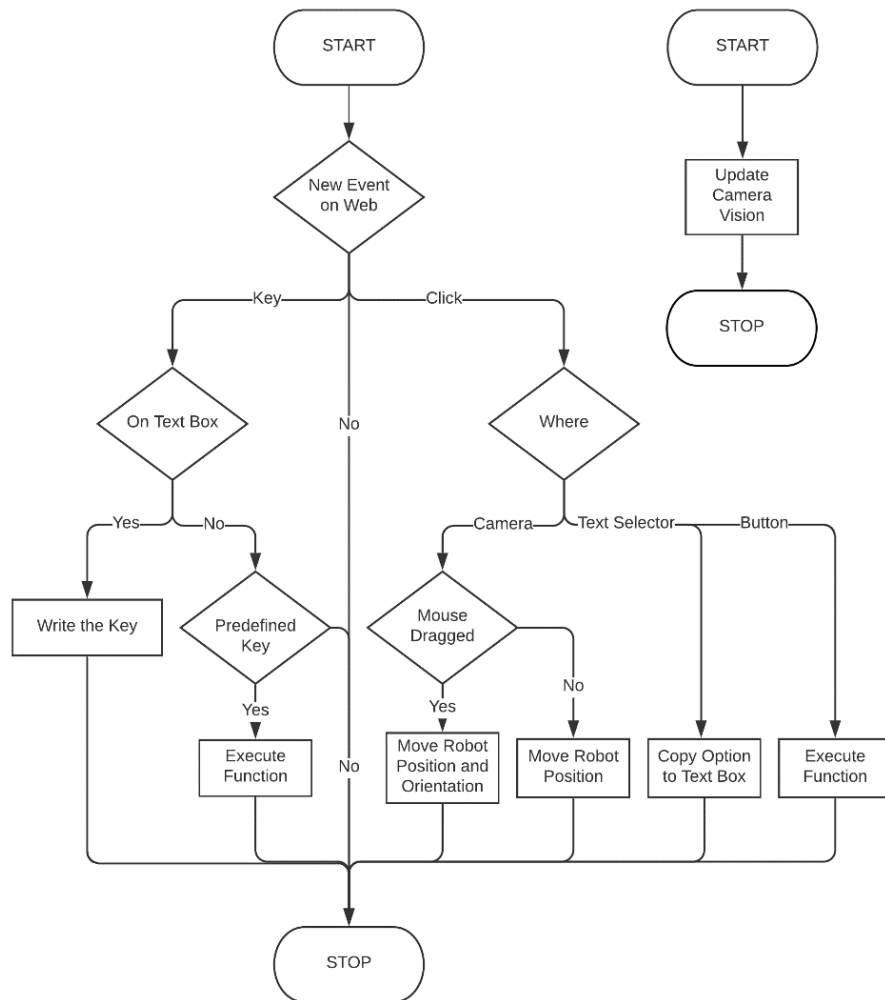 START
START
New Event
on Web
Update
Camera
Vision
Key
Click
STOP
On Text Box
No
Where
Yes
No
Camera
Text Selector
Button
Write the Key
Predefined
Key
Mouse
Dragged
No
Yes
Yes
Execute
Function
No
Move Robot
Position and
Orientation
Move Robot
Position
Copy Option
to Text Box
Execute
Function
STOP